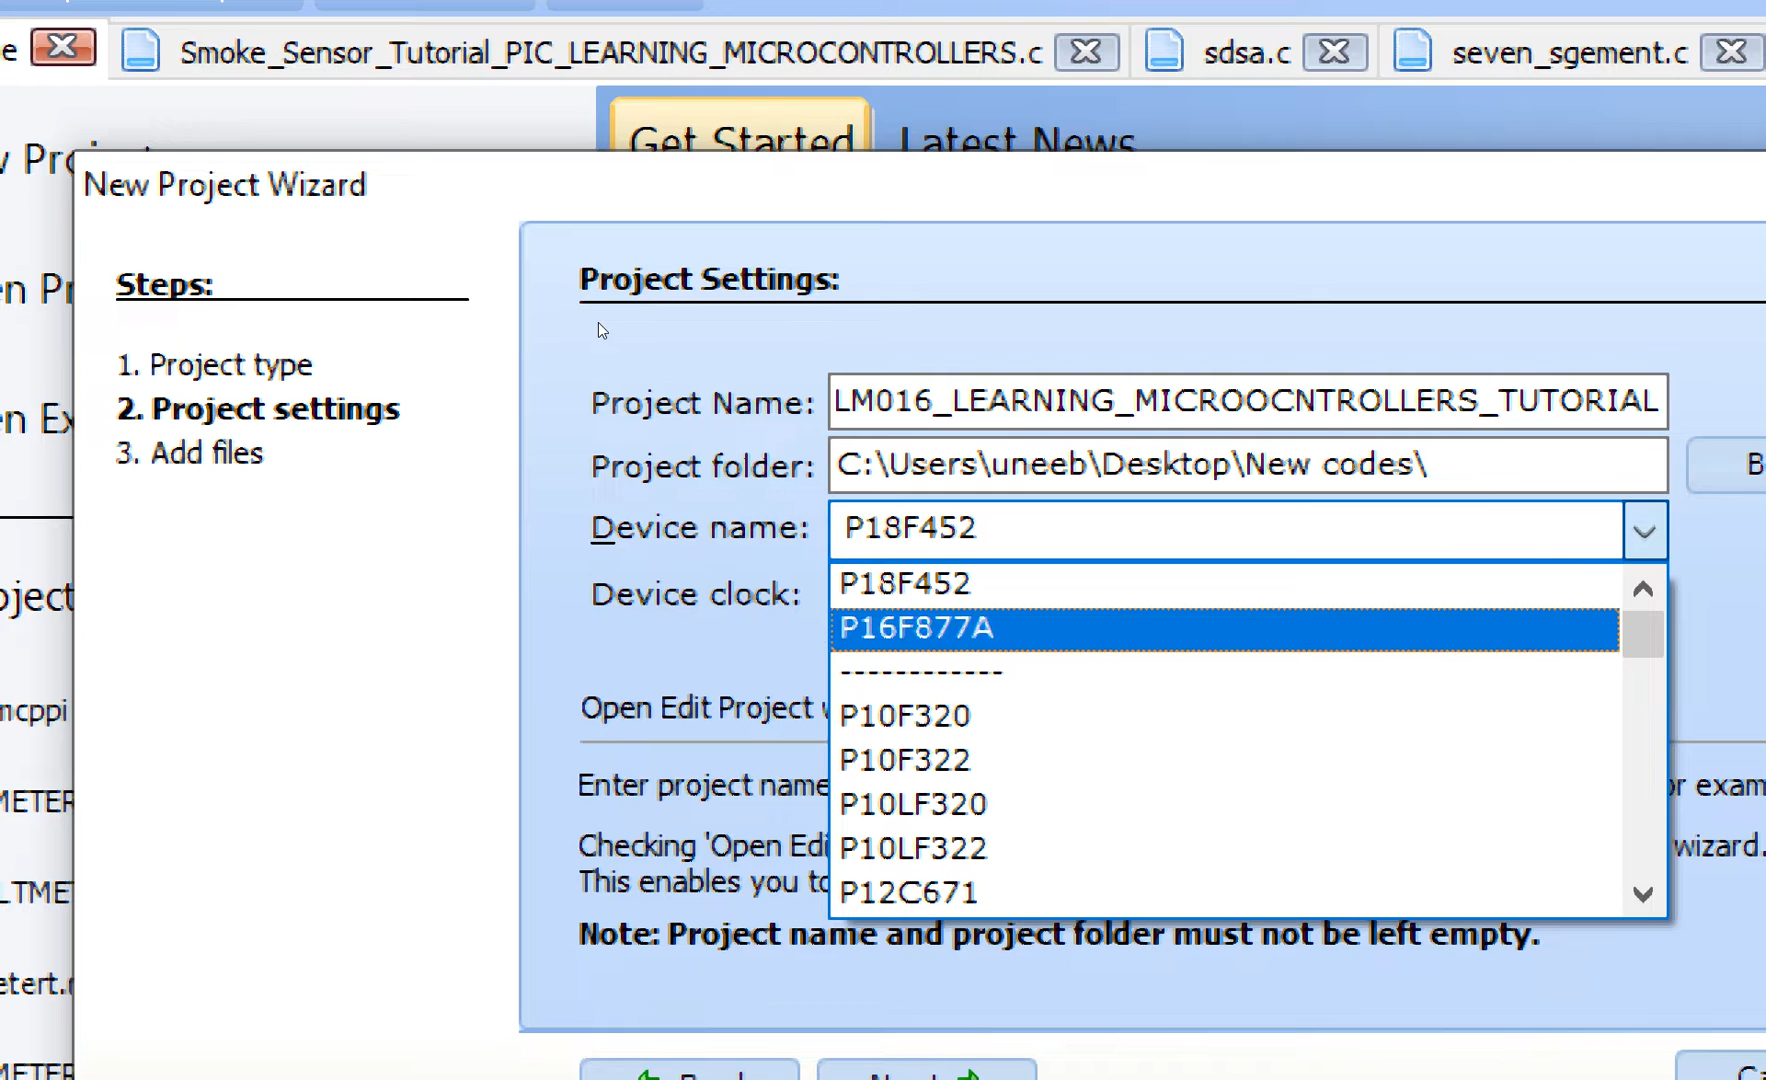 e
Smoke_Sensor_Tutorial_PIC_LEARNING_MICROCONTROLLERS.c
sdsa.c
seven_sgement.c
Get Started
Latest News
New Project Wizard
Steps:
1. Project type
2. Project settings
3. Add files
Project Settings:
Project Name: LM016_LEARNING_MICROOCNTROLLERS_TUTORIAL
Project folder: C:\Users\uneeb\Desktop\New codes\
Device name: P18F452
Device clock:
P18F452
P16F877A
------------
P10F320
P10F322
P10LF320
P10LF322
P12C671
Open Edit Project
Enter project name
Checking 'Open Edi
wizard.
This enables you to
Note: Project name and project folder must not be left empty.